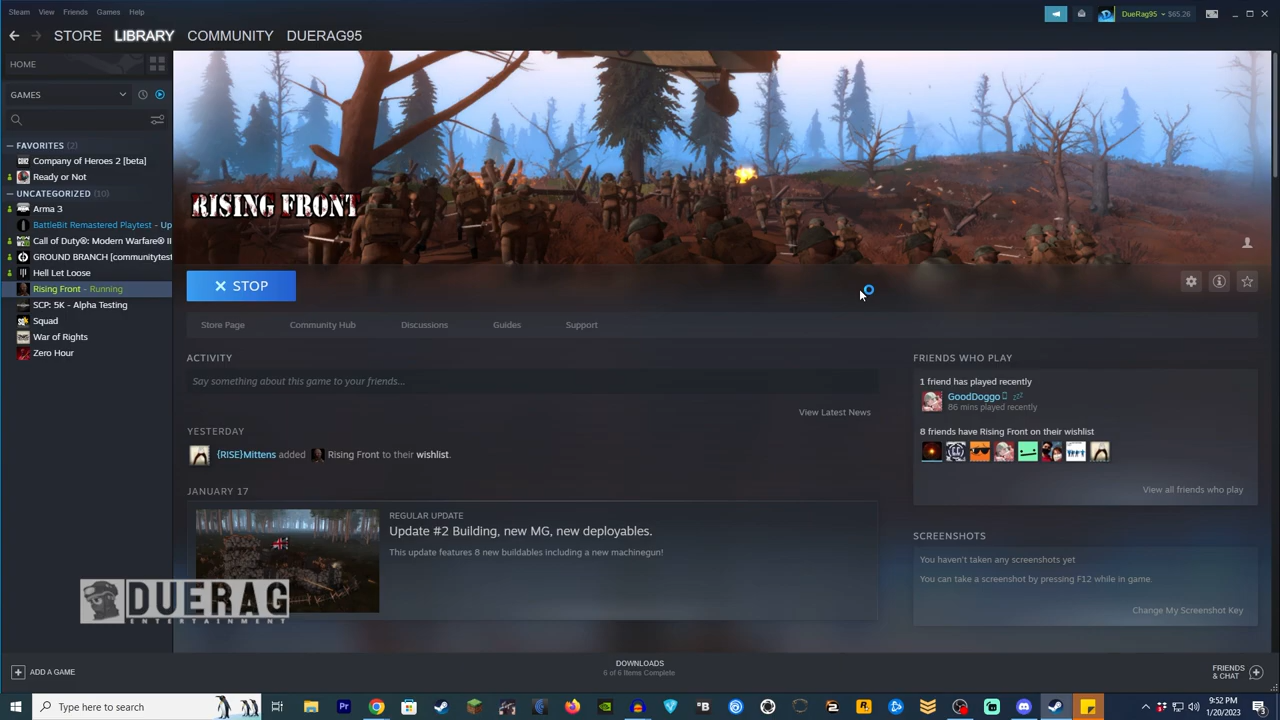 Steam View Friends Games Help
DueRag95 $65.26
STORE LIBRARY COMMUNITY DUERAG95
HOME
GAMES
FAVORITES (2)
Company of Heroes 2 [beta]
Ready or Not
UNCATEGORIZED (10)
Arma 3
BattleBit Remastered Playtest - Up
Call of Duty®: Modern Warfare® II
GROUND BRANCH [communitytest
Hell Let Loose
Rising Front - Running
SCP: 5K - Alpha Testing
Squad
War of Rights
Zero Hour
RISING FRONT
STOP
Store Page Community Hub Discussions Guides Support
ACTIVITY
Say something about this game to your friends...
View Latest News
YESTERDAY
{RISE}Mittens added Rising Front to their wishlist.
JANUARY 17
REGULAR UPDATE
Update #2 Building, new MG, new deployables.
This update features 8 new buildables including a new machinegun!
FRIENDS WHO PLAY
1 friend has played recently
GoodDoggo
86 mins played recently
8 friends have Rising Front on their wishlist
View all friends who play
SCREENSHOTS
You haven't taken any screenshots yet
You can take a screenshot by pressing F12 while in game.
Change My Screenshot Key
DUERAG
ENTERTAINMENT
ADD A GAME
DOWNLOADS
6 of 6 Items Complete
FRIENDS
& CHAT
Type here to search
9:52 PM
1/20/2023